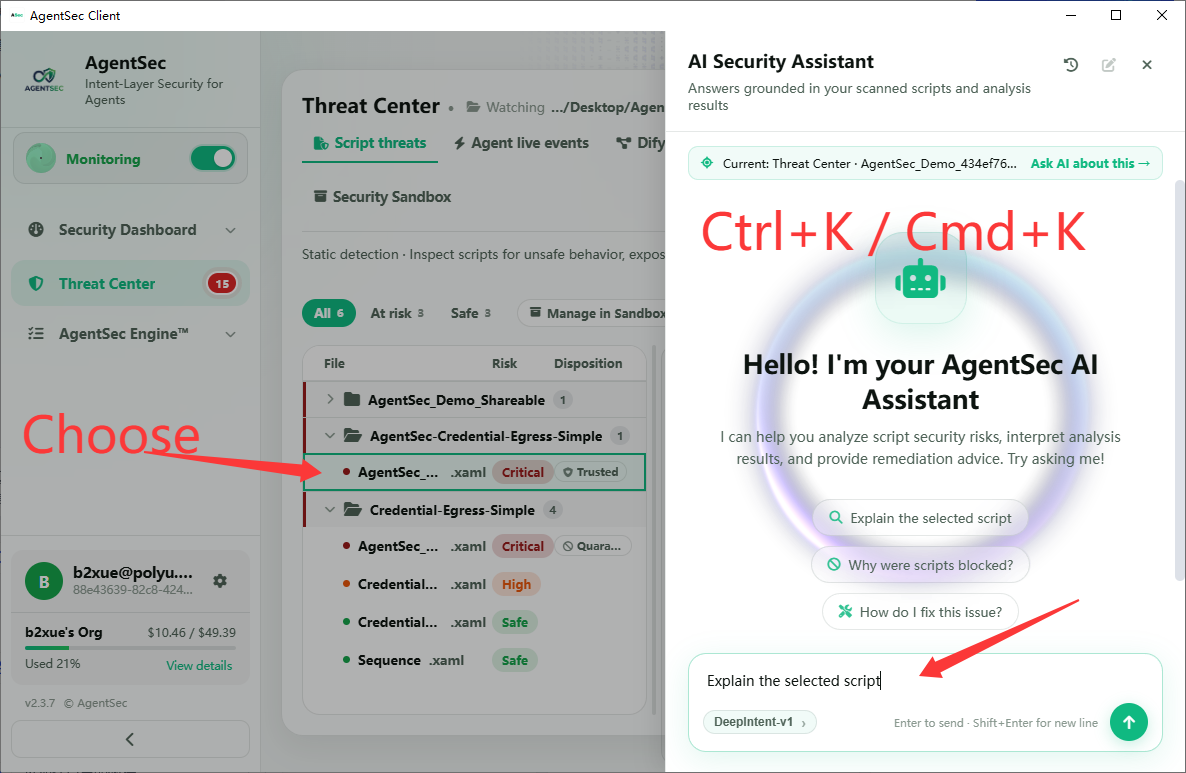 ASec AgentSec Client
AGENTSEC
AgentSec
Intent-Layer Security for
Agents
Monitoring
Security Dashboard
Threat Center 15
AgentSec Engine™
Choose
B
b2xue@polyu....
88e43639-82c8-424...
b2xue's Org $10.46 / $49.39
Used 21% View details
v2.3.7 © AgentSec
Threat Center • Watching .../Desktop/Agen
Script threats Agent live events Dify
Security Sandbox
Static detection · Inspect scripts for unsafe behavior, expos
All 6 At risk 3 Safe 3 Manage in Sandbox
File Risk Disposition
AgentSec_Demo_Shareable 1
AgentSec-Credential-Egress-Simple 1
AgentSec_... .xaml Critical Trusted
Credential-Egress-Simple 4
AgentSec_... .xaml Critical Quara...
Credential... .xaml High
Credential... .xaml Safe
Sequence .xaml Safe
AI Security Assistant
Answers grounded in your scanned scripts and analysis
results
Current: Threat Center · AgentSec_Demo_434ef76... Ask AI about this →
Ctrl+K / Cmd+K
Hello! I'm your AgentSec AI
Assistant
I can help you analyze script security risks, interpret analysis
results, and provide remediation advice. Try asking me!
Explain the selected script
Why were scripts blocked?
How do I fix this issue?
Explain the selected script
DeepIntent-v1 › Enter to send · Shift+Enter for new line